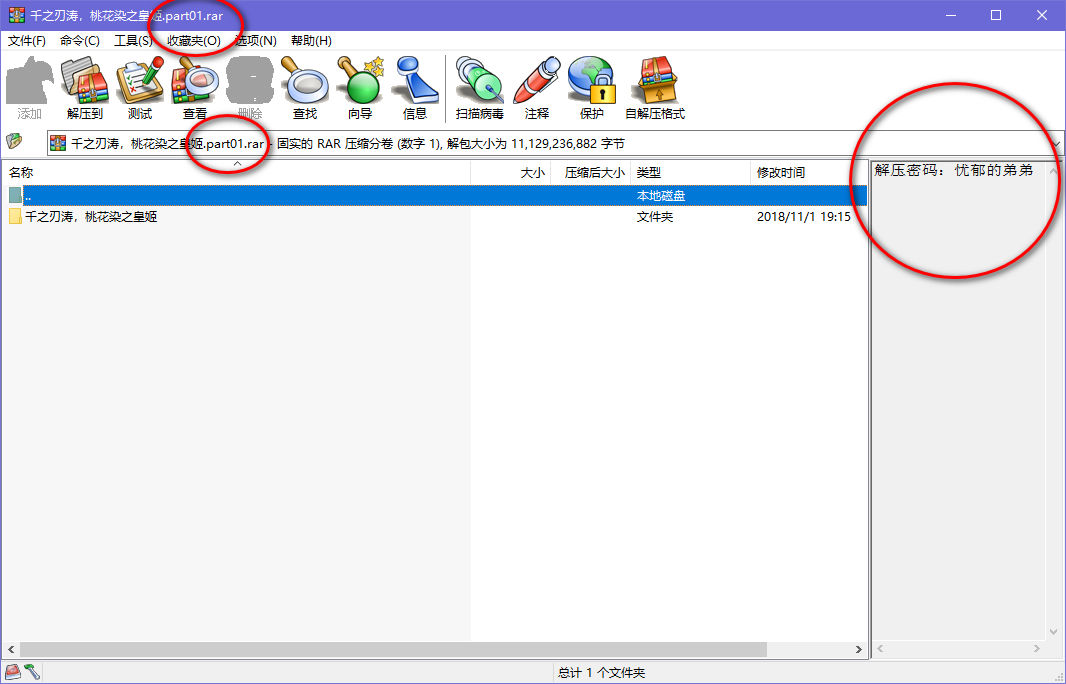 千之刃涛，桃花染之皇姬.part01.rar
文件(F) 命令(C) 工具(S) 收藏夹(O) 选项(N) 帮助(H)
添加 解压到 测试 查看 删除 查找 向导 信息 扫描病毒 注释 保护 自解压格式
千之刃涛，桃花染之皇姬.part01.rar - 固实的 RAR 压缩分卷 (数字 1), 解包大小为 11,129,236,882 字节
名称 大小 压缩后大小 类型 修改时间
.. 本地磁盘
千之刃涛，桃花染之皇姬 文件夹 2018/11/1 19:15
解压密码：忧郁的弟弟
总计 1 个文件夹